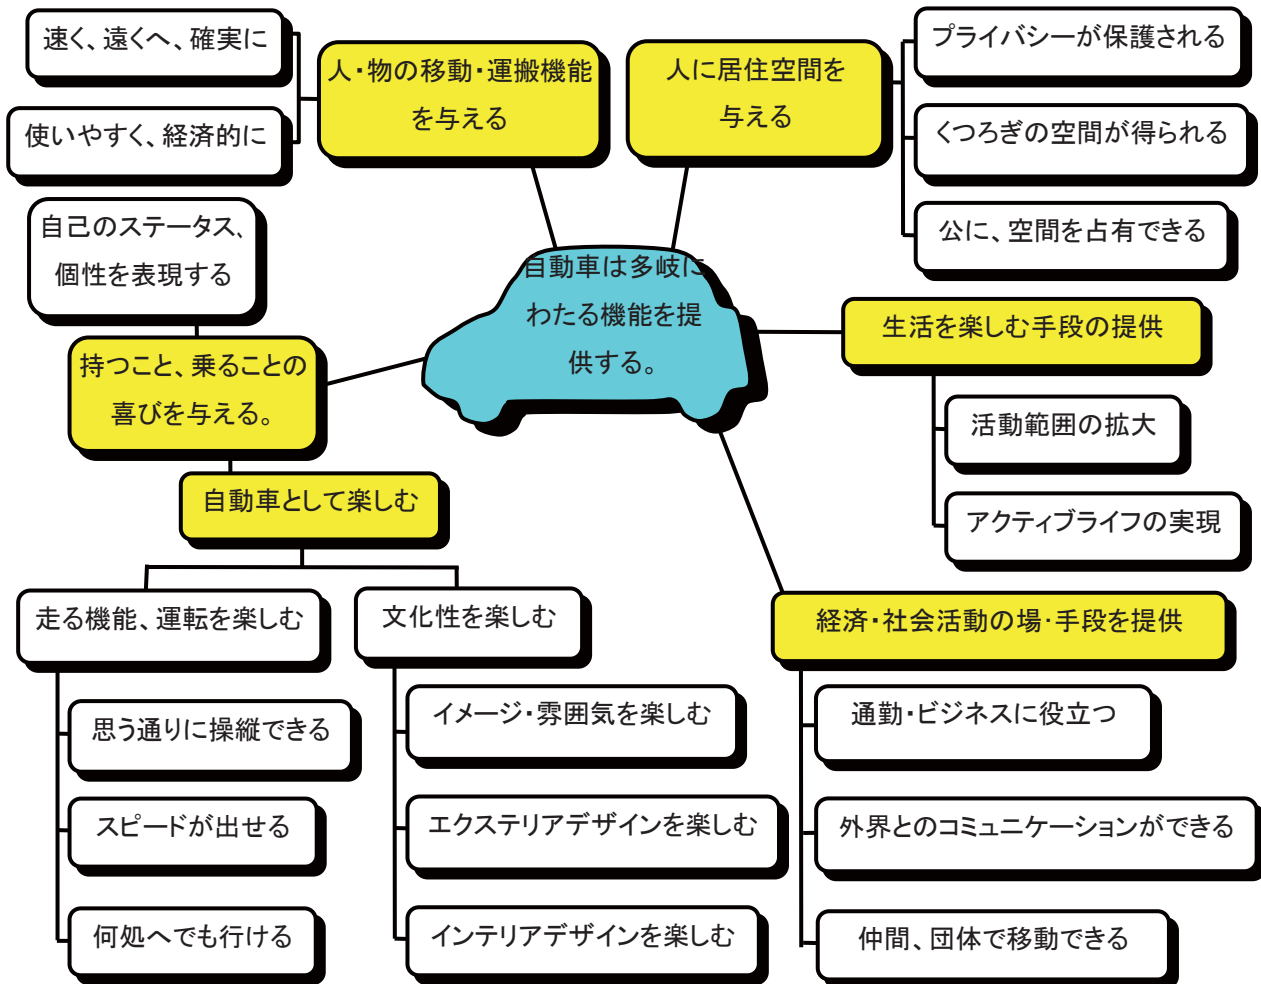 速く、遠くへ、確実に
使いやすく、経済的に
人・物の移動・運搬機能
を与える
人に居住空間を
与える
プライバシーが保護される
くつろぎの空間が得られる
公に、空間を占有できる
自己のステータス、
個性を表現する
自動車は多岐に
わたる機能を提
供する。
生活を楽しむ手段の提供
活動範囲の拡大
アクティブライフの実現
持つこと、乗ることの
喜びを与える。
自動車として楽しむ
走る機能、運転を楽しむ
思う通りに操縦できる
スピードが出せる
何処へでも行ける
文化性を楽しむ
イメージ・雰囲気を楽しむ
エクステリアデザインを楽しむ
インテリアデザインを楽しむ
経済・社会活動の場・手段を提供
通勤・ビジネスに役立つ
外界とのコミュニケーションができる
仲間、団体で移動できる